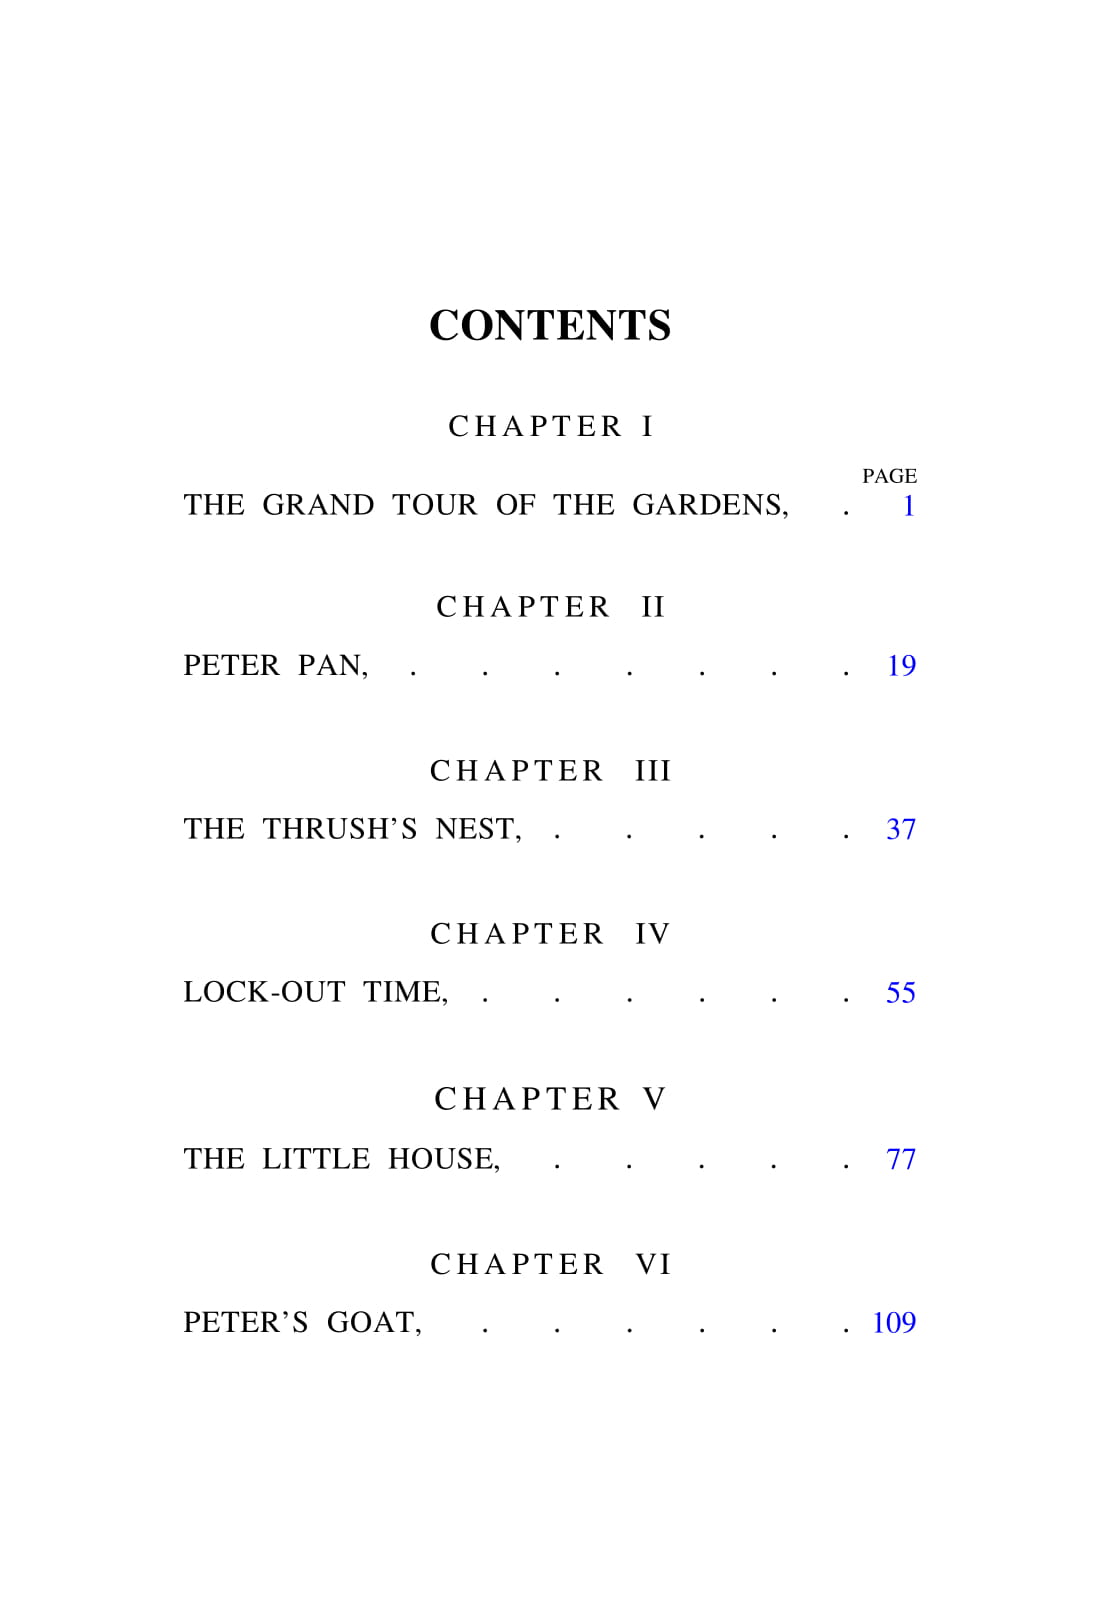 CONTENTS
CHAPTER I
PAGE
THE GRAND TOUR OF THE GARDENS, . 1
CHAPTER II
PETER PAN, . . . . . . . 19
CHAPTER III
THE THRUSH’S NEST, . . . . . 37
CHAPTER IV
LOCK-OUT TIME, . . . . . . 55
CHAPTER V
THE LITTLE HOUSE, . . . . . 77
CHAPTER VI
PETER’S GOAT, . . . . . . 109